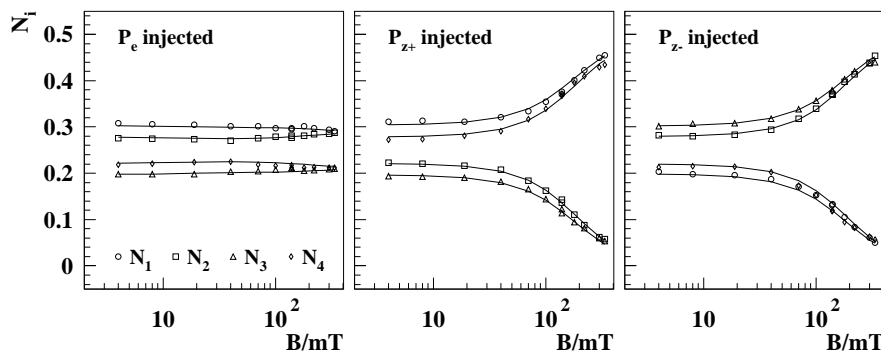 N_i
P_e injected
P_z+ injected
P_z- injected
0.5
0.4
0.3
0.2
0.1
0
N_1 N_2 N_3 N_4
10 10^2
10 10^2
10 10^2
B/mT
B/mT
B/mT